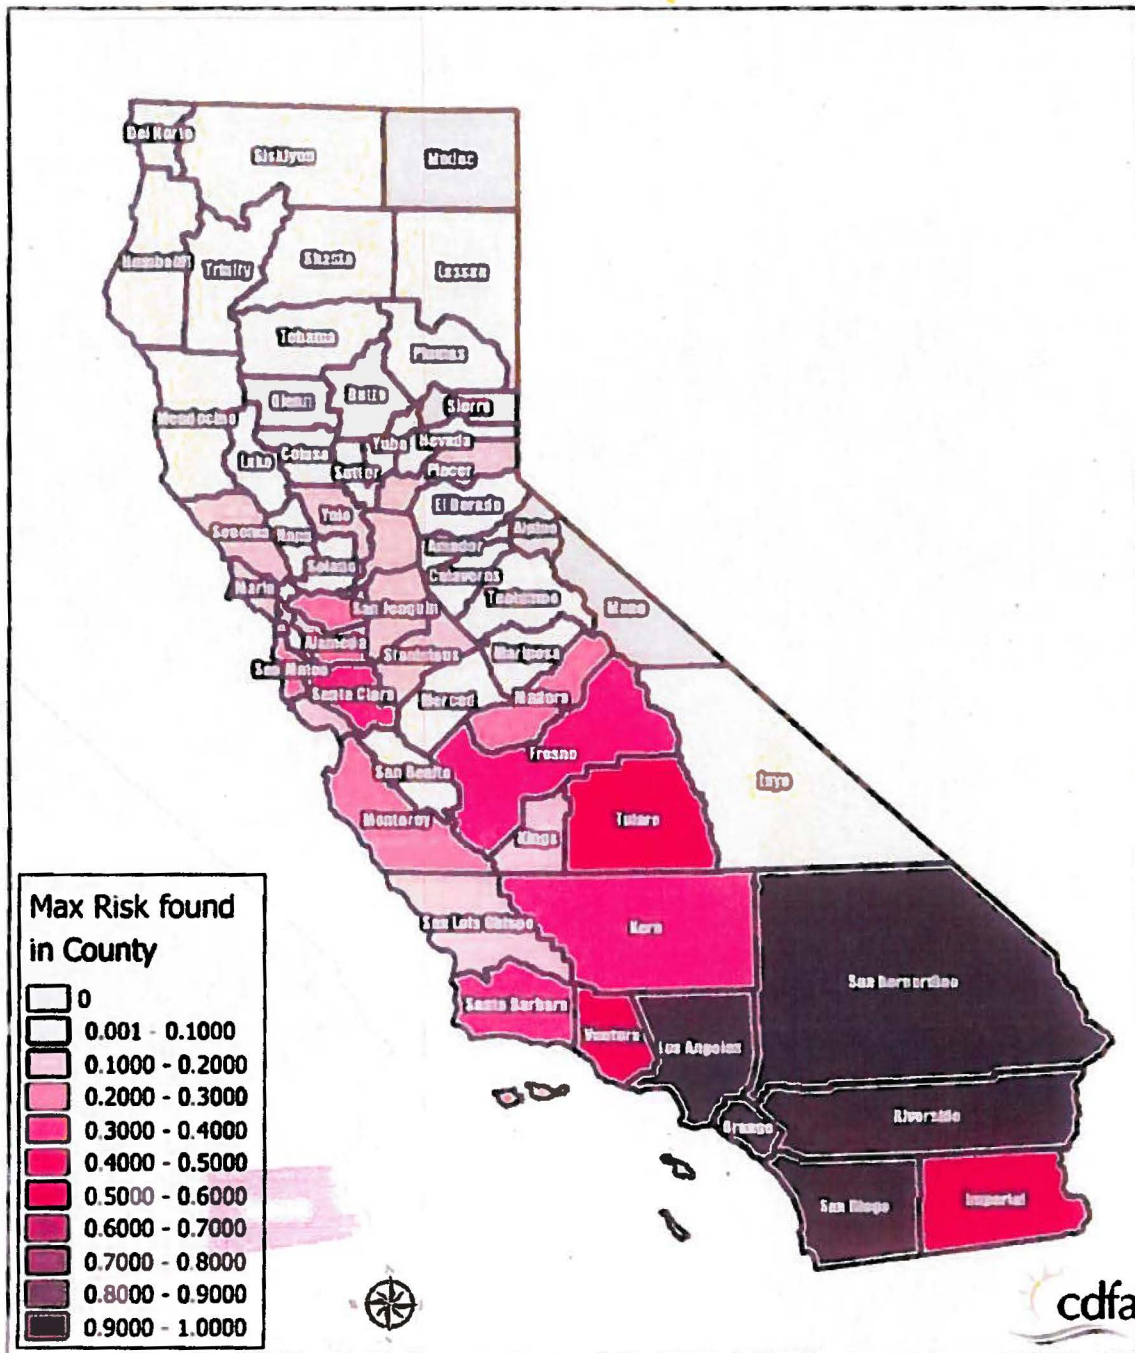 Del Norte
Siskiyou
Modoc
Humboldt
Trinity
Shasta
Lassen
Tehama
Plumas
Glenn
Butte
Sierra
Mendocino
Lake
Colusa
Sutter
Yuba
Nevada
Placer
El Dorado
Sonoma
Napa
Yolo
Solano
Amador
Alpine
Calaveras
Tuolumne
Mono
Marin
San Joaquin
Alameda
Stanislaus
Mariposa
San Mateo
Santa Clara
Merced
Madera
Fresno
San Benito
Inyo
Monterey
Kings
Tulare
San Luis Obispo
Kern
San Bernardino
Santa Barbara
Ventura
Los Angeles
Orange
Riverside
San Diego
Imperial
Max Risk found
in County
0
0.001 - 0.1000
0.1000 - 0.2000
0.2000 - 0.3000
0.3000 - 0.4000
0.4000 - 0.5000
0.5000 - 0.6000
0.6000 - 0.7000
0.7000 - 0.8000
0.8000 - 0.9000
0.9000 - 1.0000
cdfa